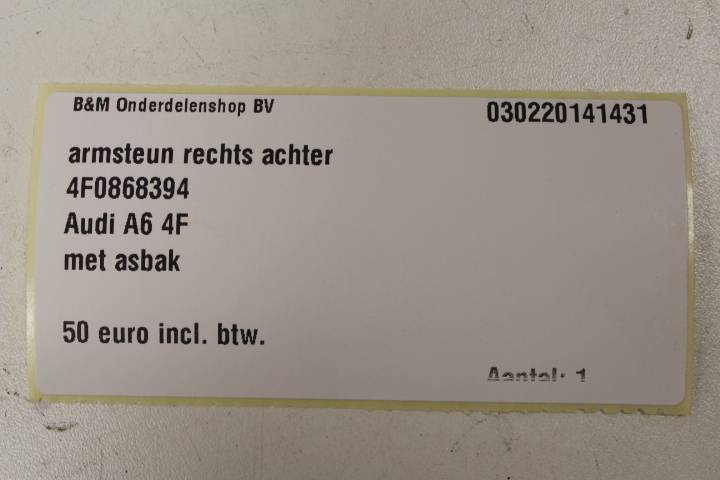 B&M Onderdelenshop BV
030220141431
armsteun rechts achter
4F0868394
Audi A6 4F
met asbak
50 euro incl. btw.
Aantal: 1